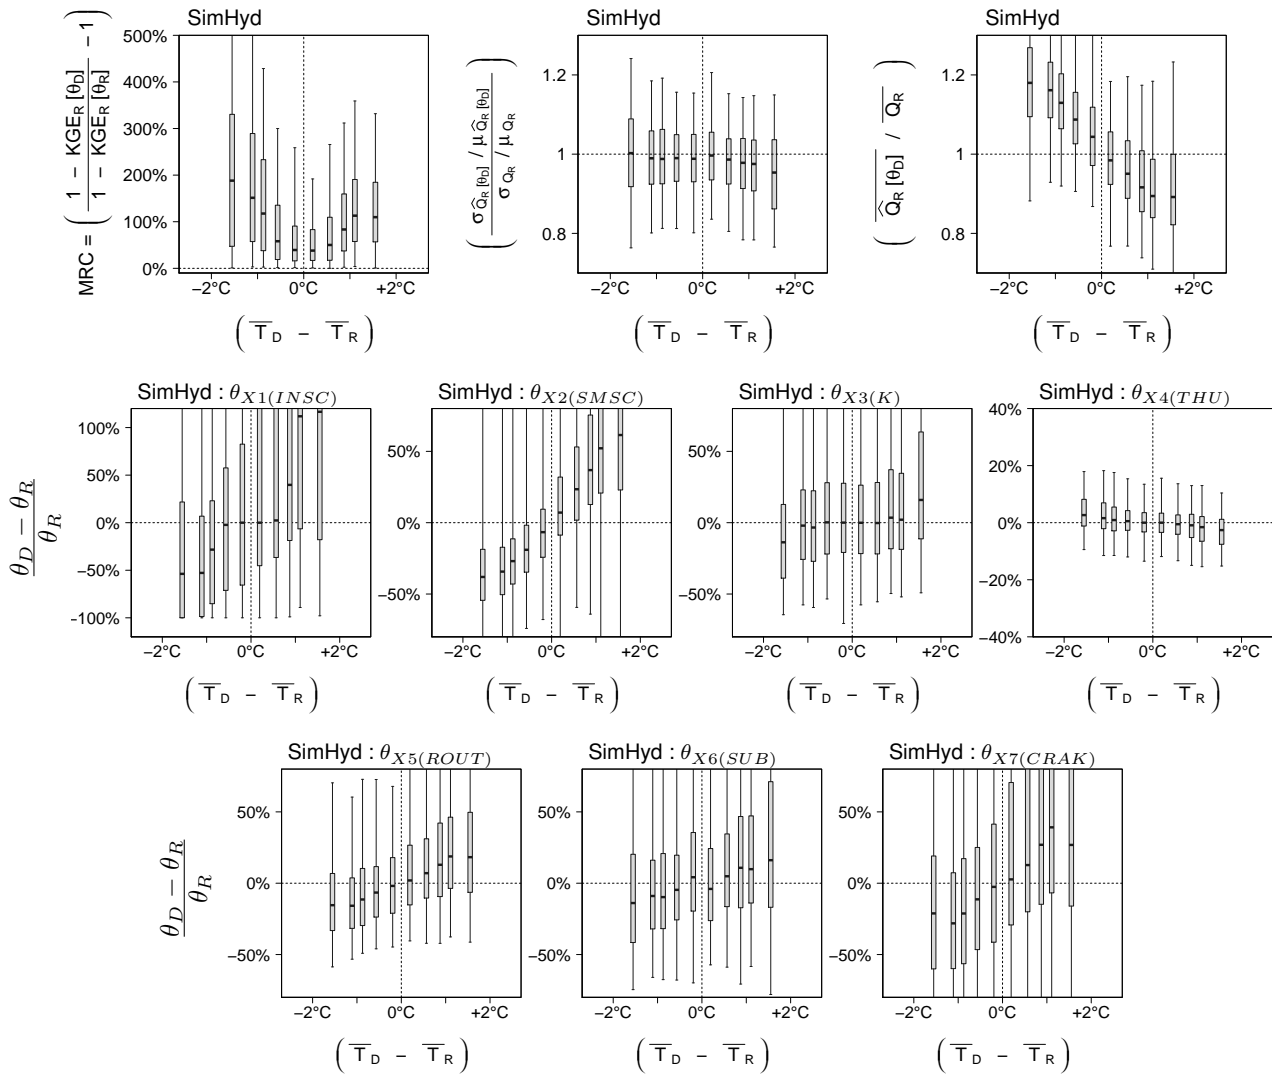 SimHyd
MRC = ( 1 − KGE_R [θ_D] / 1 − KGE_R [θ_R] − 1 )
500%
400%
300%
200%
100%
0%
−2°C 0°C +2°C
( T̅_D − T̅_R )
SimHyd
( σ_Q̂_R [θ_D] / μ_Q̂_R [θ_D] / σ_Q_R / μ_Q_R )
1.2
1
0.8
−2°C 0°C +2°C
( T̅_D − T̅_R )
SimHyd
( Q̂_R [θ_D] / Q_R )
1.2
1
0.8
−2°C 0°C +2°C
( T̅_D − T̅_R )
SimHyd : θ_X1(INSC)
θ_D − θ_R / θ_R
100%
50%
0%
−50%
−100%
−2°C 0°C +2°C
( T̅_D − T̅_R )
SimHyd : θ_X2(SMSC)
50%
0%
−50%
−2°C 0°C +2°C
( T̅_D − T̅_R )
SimHyd : θ_X3(K)
50%
0%
−50%
−2°C 0°C +2°C
( T̅_D − T̅_R )
SimHyd : θ_X4(THU)
40%
20%
0%
−20%
−40%
−2°C 0°C +2°C
( T̅_D − T̅_R )
SimHyd : θ_X5(ROUT)
θ_D − θ_R / θ_R
50%
0%
−50%
−2°C 0°C +2°C
( T̅_D − T̅_R )
SimHyd : θ_X6(SUB)
50%
0%
−50%
−2°C 0°C +2°C
( T̅_D − T̅_R )
SimHyd : θ_X7(CRAK)
50%
0%
−50%
−2°C 0°C +2°C
( T̅_D − T̅_R )